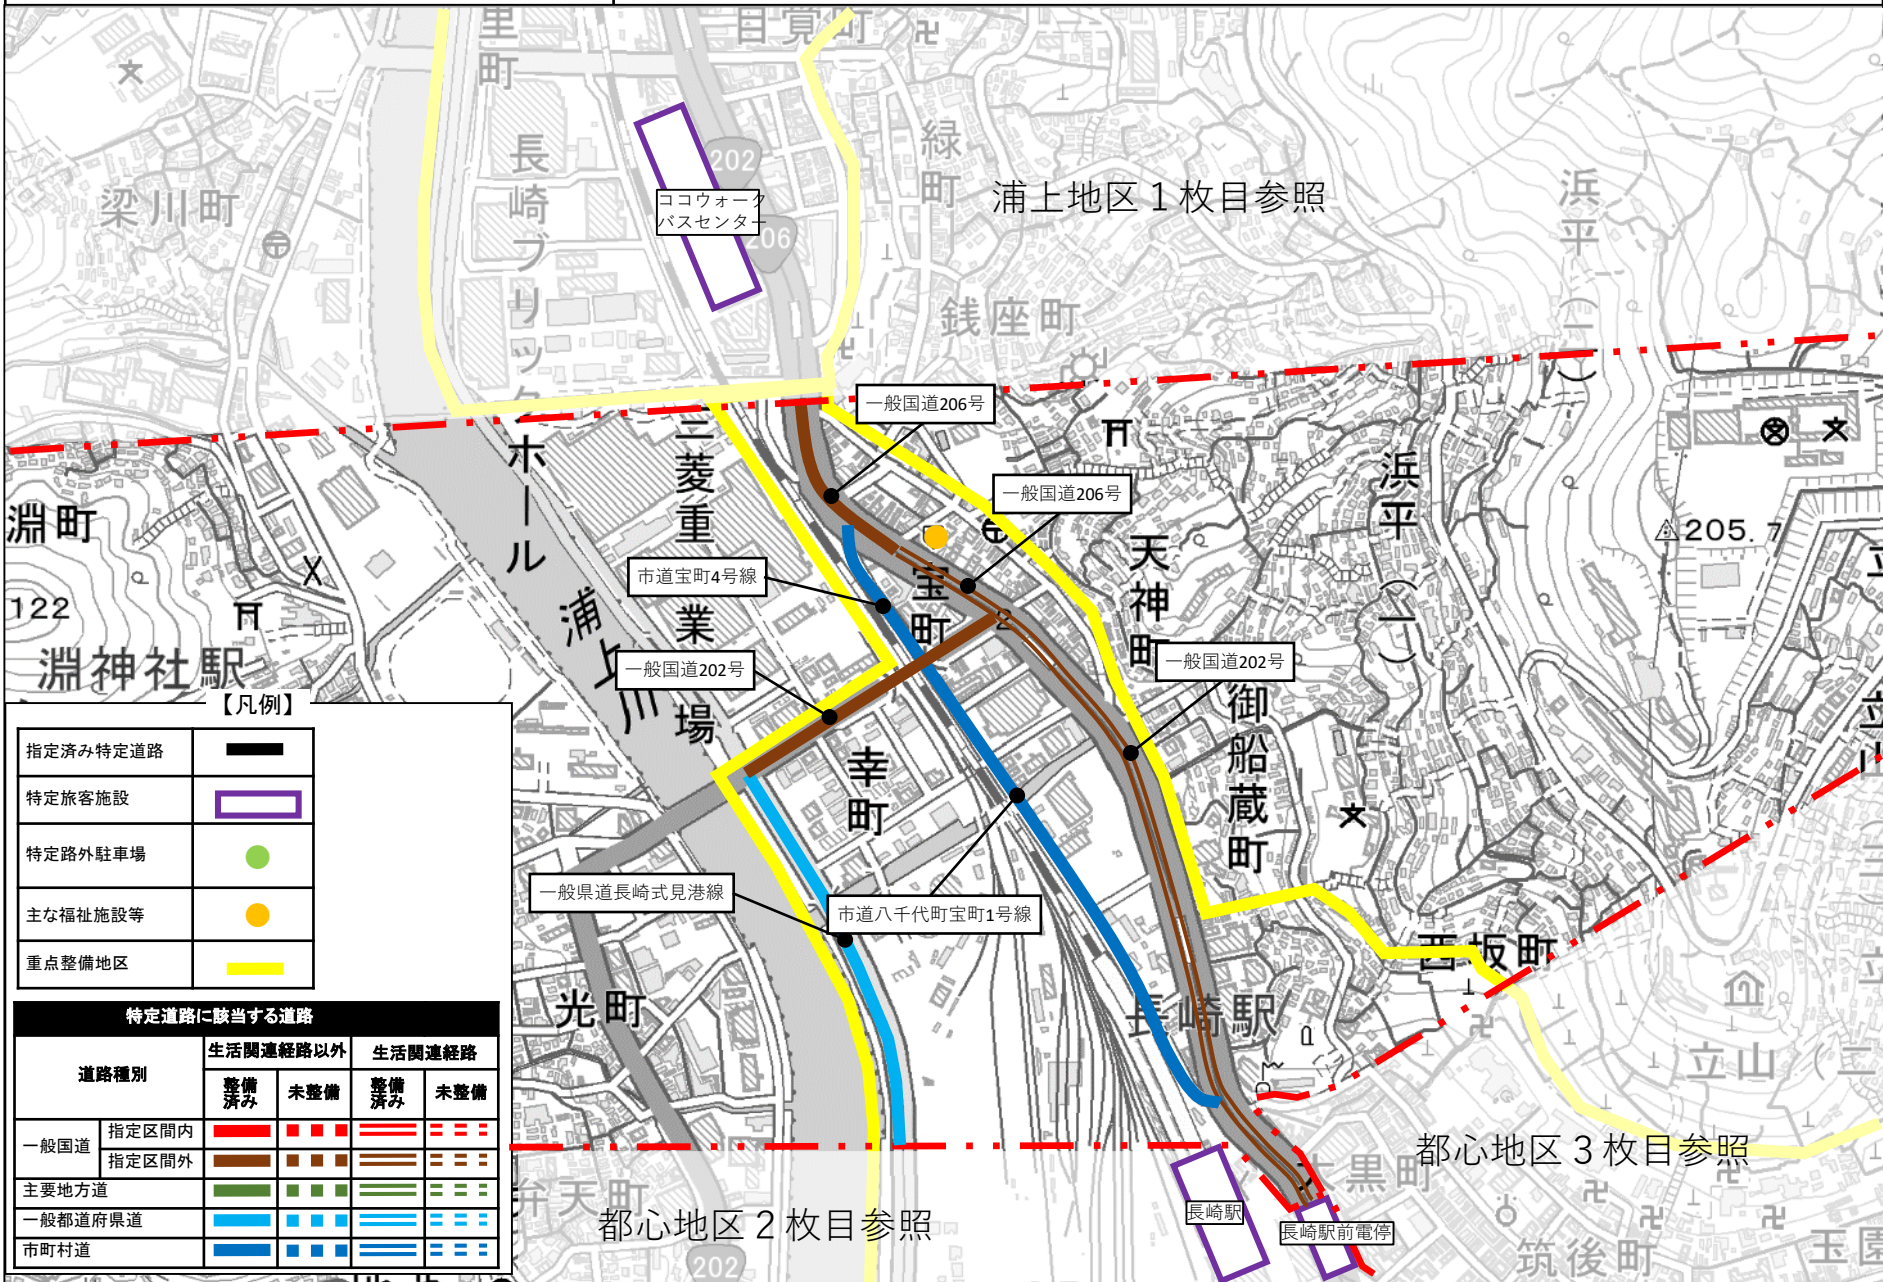 里町
目覚町
長崎ブリックホール
緑町
202
206
ココウォーク
バスセンター
梁川町
浦上地区１枚目参照
浜平(一)
銭座町
一般国道206号
三菱重
業
場
一般国道206号
浜平(二)
淵町
205.7
天神町
宝町
市道宝町4号線
122
浦上川
淵神社駅
一般国道202号
一般国道202号
御船蔵町
幸町
【凡例】
指定済み特定道路
特定旅客施設
特定路外駐車場
主な福祉施設等
重点整備地区
一般県道長崎式見港線
市道八千代町宝町1号線
西坂町
光町
長崎駅
特定道路に該当する道路
道路種別
生活関連経路以外
生活関連経路
整備済み
未整備
整備済み
未整備
一般国道
指定区間内
指定区間外
主要地方道
一般都道府県道
市町村道
立山
弁天町
大黒町
都心地区３枚目参照
都心地区２枚目参照
長崎駅
長崎駅前電停
202
筑後町
玉園